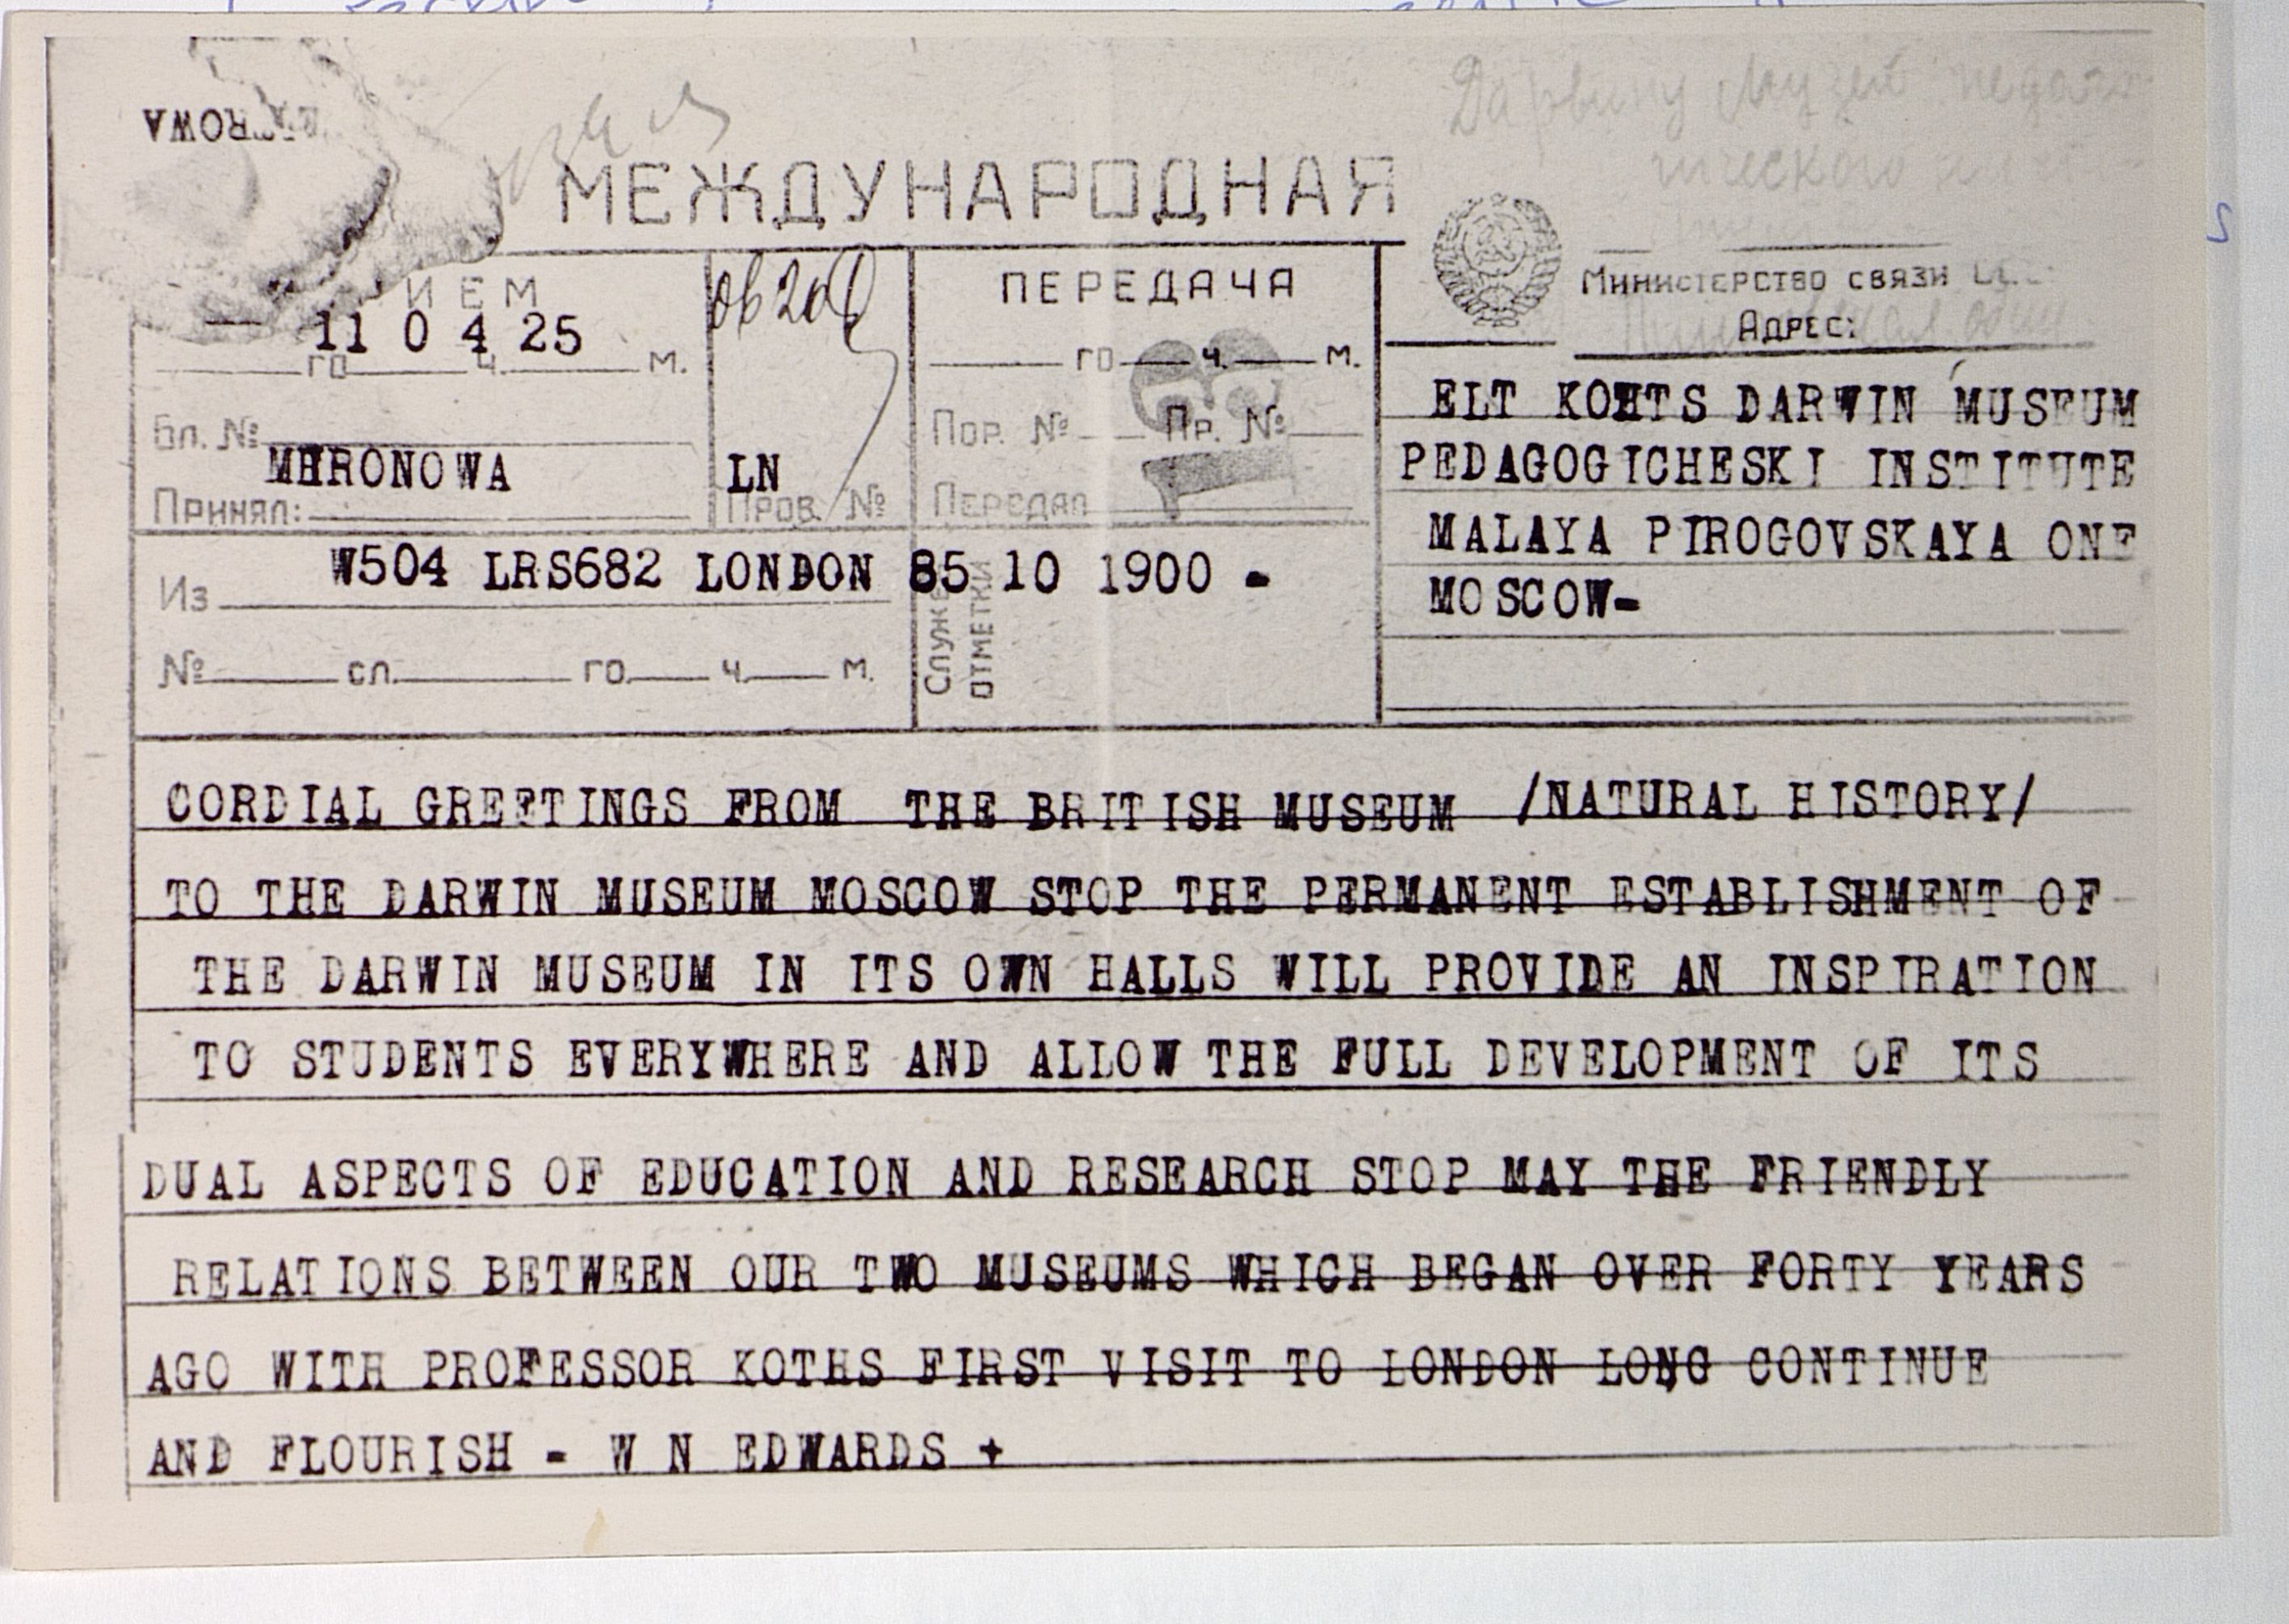 МЕЖДУНАРОДНАЯ
11 0 4 25
го ч. м.
Бл. №
MHRONOWA
Принял:
LN
Пров. №
ПЕРЕДАЧА
го ч. м.
Пор. № Пр. №
Передал
Министерство связи
Адрес:
ELT KOHTS DARWIN MUSEUM
PEDAGOGICHESKI INSTITUTE
MALAYA PIROGOVSKAYA ONE
MOSCOW-
Из W504 LRS682 LONDON 85 10 1900 -
№ сл. го ч. м.
ОТМЕТКИ
CORDIAL GREETINGS FROM THE BRITISH MUSEUM /NATURAL HISTORY/
TO THE DARWIN MUSEUM MOSCOW STOP THE PERMANENT ESTABLISHMENT OF
THE DARWIN MUSEUM IN ITS OWN HALLS WILL PROVIDE AN INSPIRATION
TO STUDENTS EVERYWHERE AND ALLOW THE FULL DEVELOPMENT OF ITS
DUAL ASPECTS OF EDUCATION AND RESEARCH STOP MAY THE FRIENDLY
RELATIONS BETWEEN OUR TWO MUSEUMS WHICH BEGAN OVER FORTY YEARS
AGO WITH PROFESSOR KOTHS FIRST VISIT TO LONDON LONG CONTINUE
AND FLOURISH - W N EDWARDS +